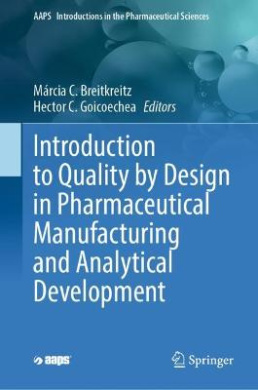 AAPS Introductions in the Pharmaceutical Sciences
Márcia C. Breitkreitz
Hector C. Goicoechea Editors
Introduction
to Quality by Design
in Pharmaceutical
Manufacturing
and Analytical
Development
aaps
Springer